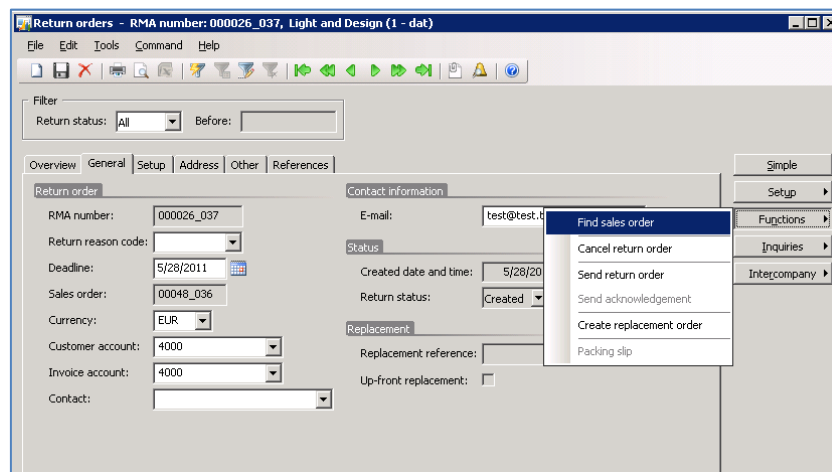 Return orders - RMA number: 000026_037, Light and Design (1 - dat)
File Edit Tools Command Help
Filter
Return status: All Before:
Overview General Setup Address Other References
Simple
Setup
Functions
Inquiries
Intercompany
Return order
RMA number: 000026_037
Return reason code:
Deadline: 5/28/2011
Sales order: 00048_036
Currency: EUR
Customer account: 4000
Invoice account: 4000
Contact:
Contact information
E-mail: test@test.b
Status
Created date and time: 5/28/20
Return status: Created
Replacement
Replacement reference:
Up-front replacement:
Find sales order
Cancel return order
Send return order
Send acknowledgement
Create replacement order
Packing slip